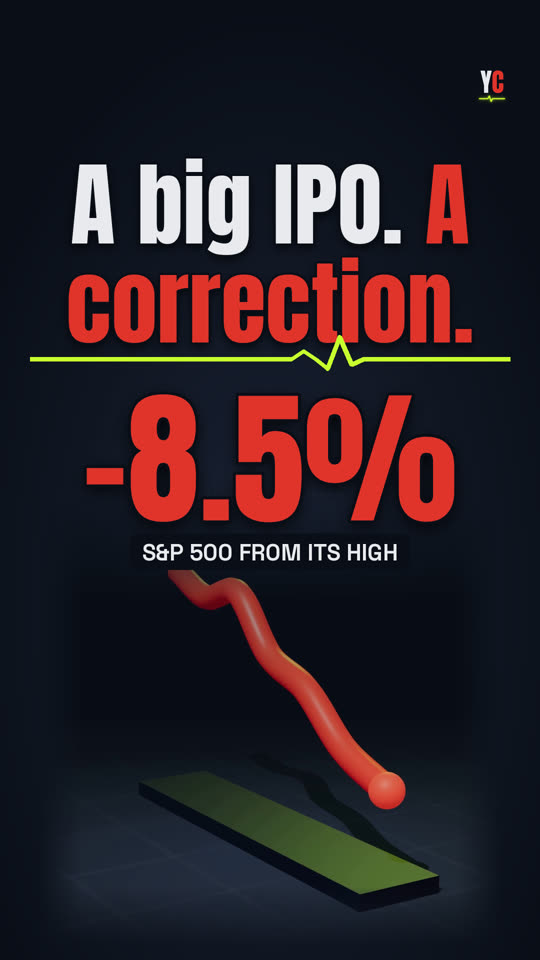 YC
A big IPO. A
correction.
-8.5%
S&P 500 FROM ITS HIGH